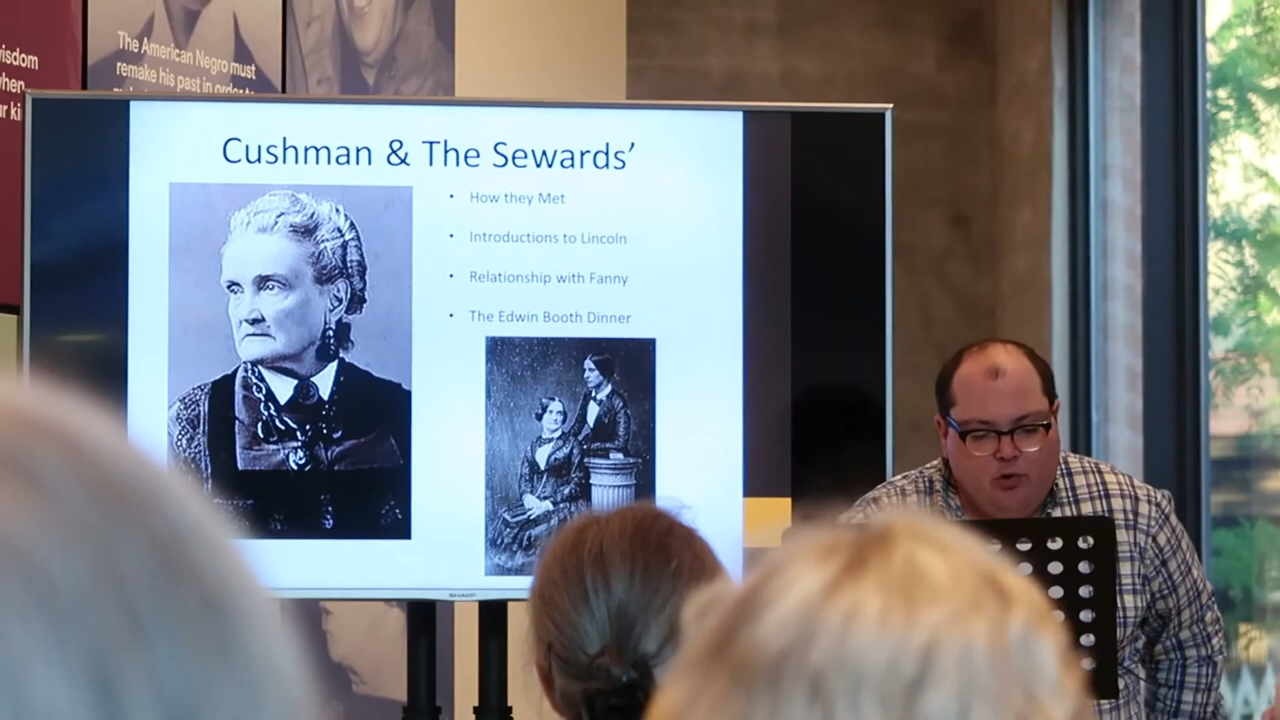 wisdom
when
The American Negro must
remake his past in order to
Cushman & The Sewards’
• How they Met
• Introductions to Lincoln
• Relationship with Fanny
• The Edwin Booth Dinner
SHARP